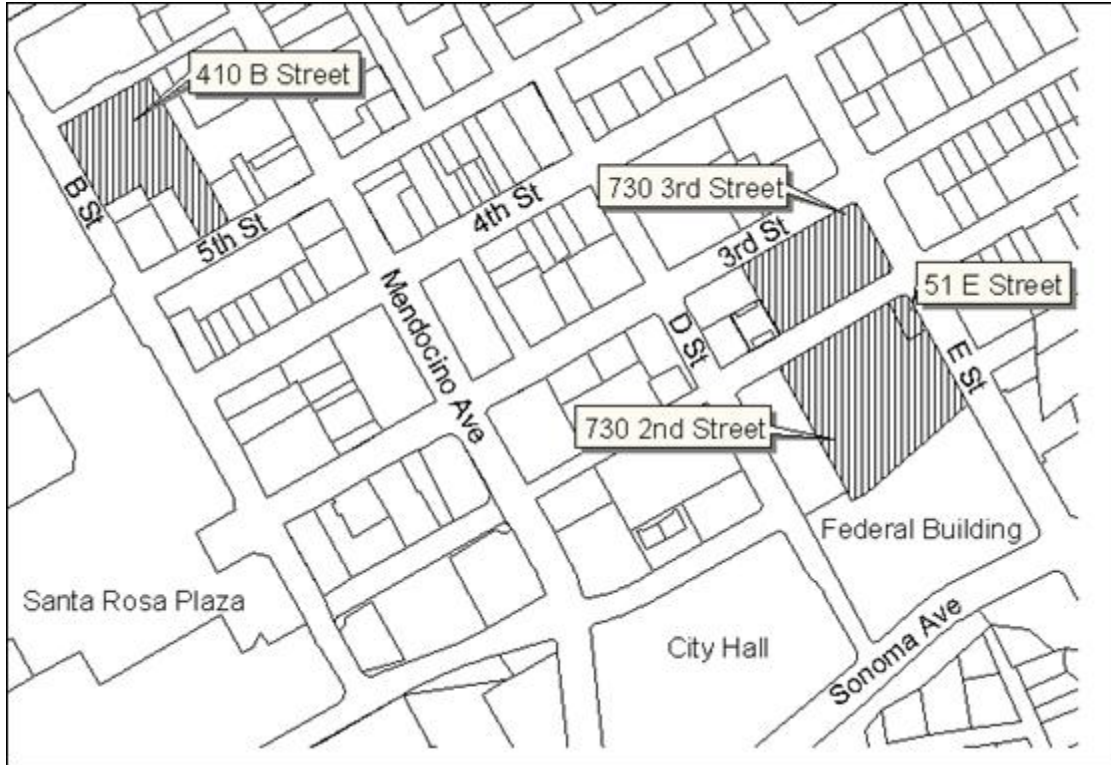 410 B Street
730 3rd Street
B St
4th St
5th St
3rd St
51 E Street
Mendocino Ave
D St
E St
730 2nd Street
Federal Building
Santa Rosa Plaza
City Hall
Sonoma Ave